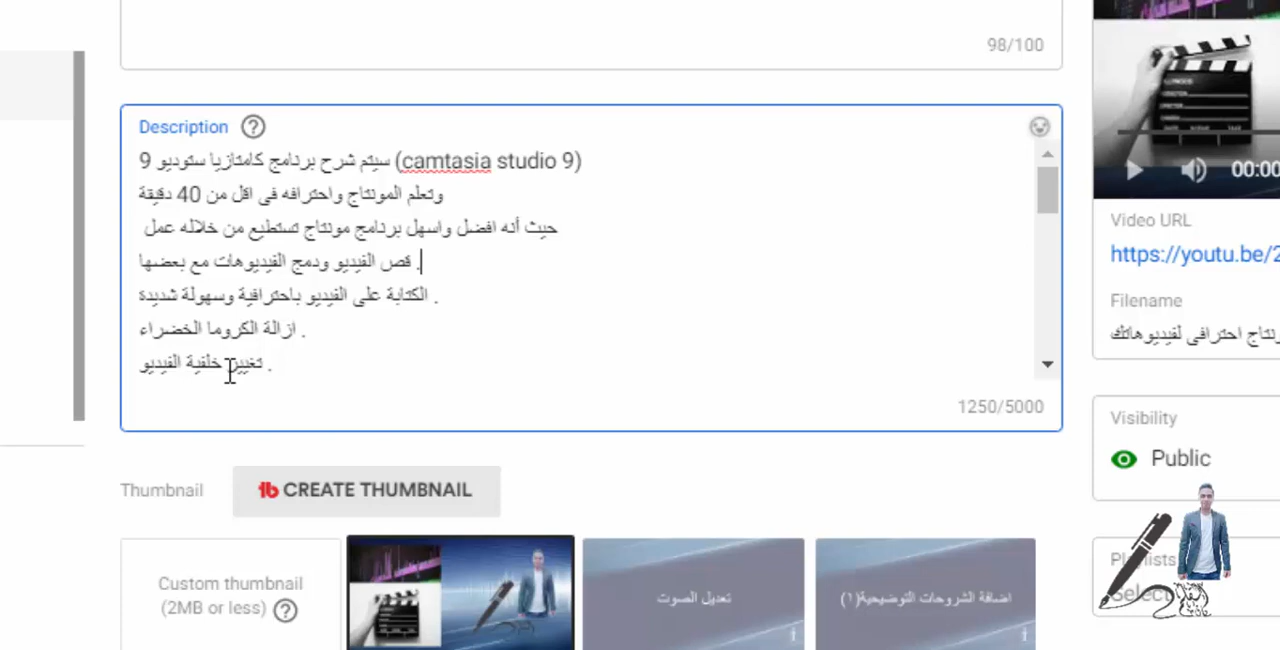 98/100
Description
سيتم شرح برنامج كامتازيا ستوديو 9 (camtasia studio 9)
وتعلم المونتاج واحترافه فى اقل من 40 دقيقة
حيث أنه افضل واسهل برنامج مونتاج تستطيع من خلاله عمل
. قص الفيديو ودمج الفيديوهات مع بعضها
. الكتابة على الفيديو باحترافية وسهولة شديدة
. ازالة الكروما الخضراء
. تغيير خلفية الفيديو
1250/5000
Thumbnail
CREATE THUMBNAIL
Custom thumbnail
(2MB or less)
تعديل الصوت
اضافة الشروحات التوضيحية(١)
00:00
Video URL
https://youtu.be/2
Filename
نتاج احترافى لفيديوهاتك
Visibility
Public
Playlists
Select